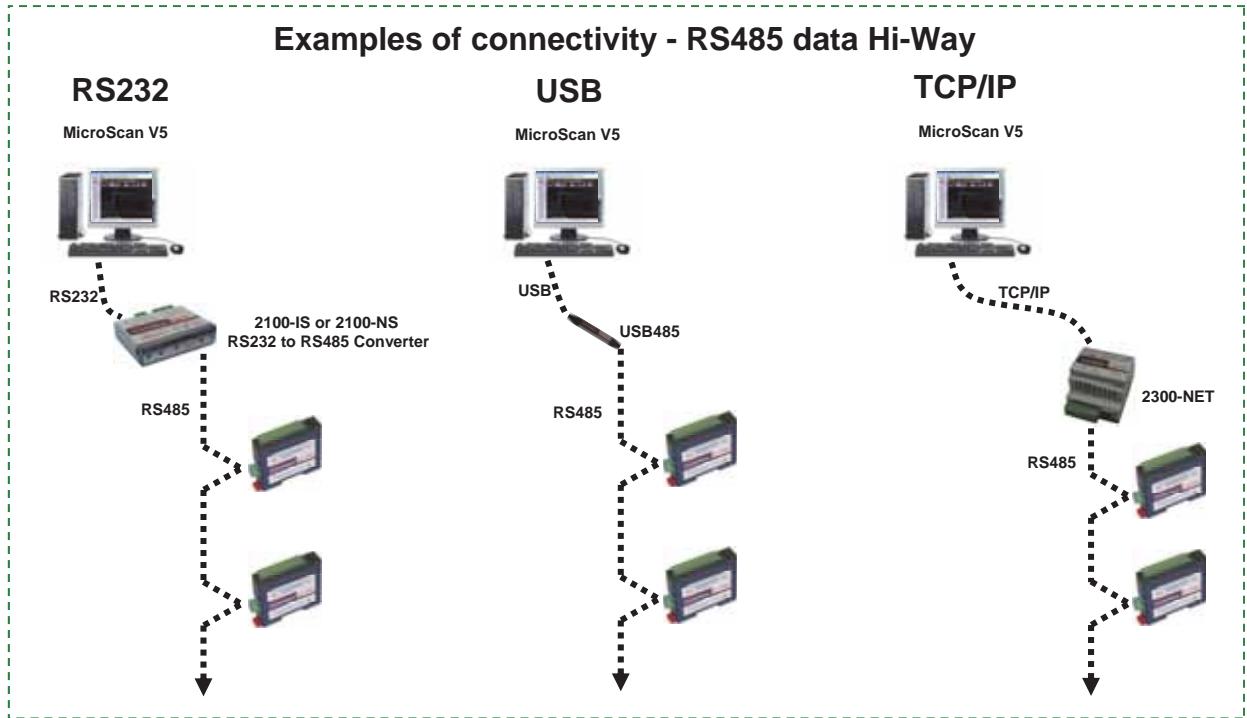 Examples of connectivity - RS485 data Hi-Way
RS232
MicroScan V5
RS232
2100-IS or 2100-NS
RS232 to RS485 Converter
RS485
USB
MicroScan V5
USB
USB485
RS485
TCP/IP
MicroScan V5
TCP/IP
2300-NET
RS485